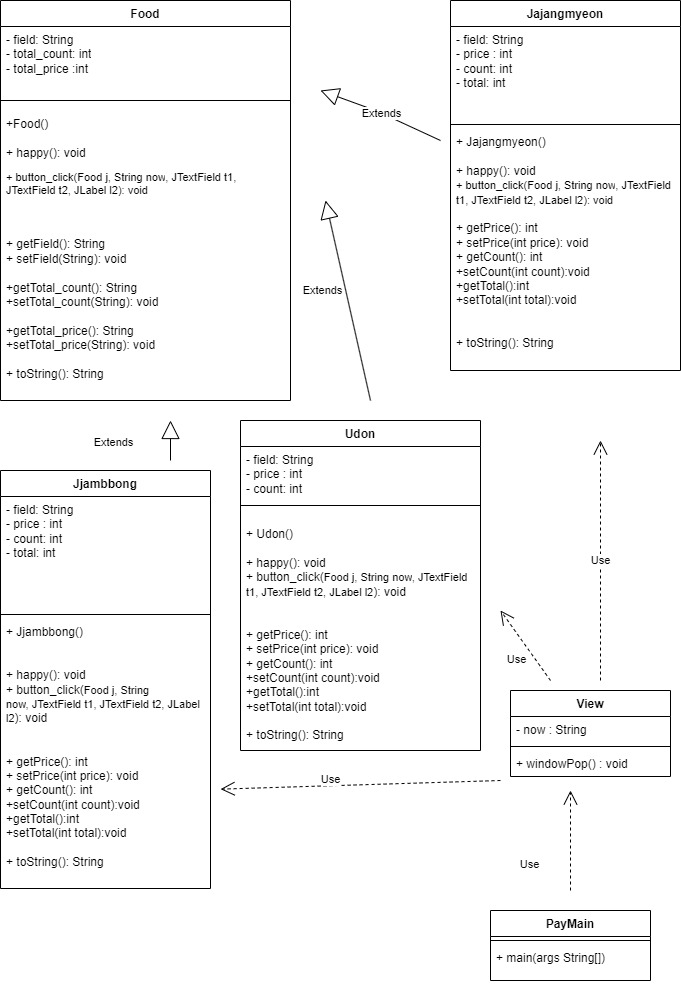 Food
- field: String
- total_count: int
- total_price :int
+Food()
+ happy(): void
+ button_click(Food j, String now, JTextField t1,
JTextField t2, JLabel l2): void
+ getField(): String
+ setField(String): void
+getTotal_count(): String
+setTotal_count(String): void
+getTotal_price(): String
+setTotal_price(String): void
+ toString(): String
Extends
Jajangmyeon
- field: String
- price : int
- count: int
- total: int
+ Jajangmyeon()
+ happy(): void
+ button_click(Food j, String now, JTextField
t1, JTextField t2, JLabel l2): void
+ getPrice(): int
+ setPrice(int price): void
+ getCount(): int
+setCount(int count):void
+getTotal():int
+setTotal(int total):void
+ toString(): String
Extends
Extends
Jjambbong
- field: String
- price : int
- count: int
- total: int
+ Jjambbong()
+ happy(): void
+ button_click(Food j, String
now, JTextField t1, JTextField t2, JLabel
l2): void
+ getPrice(): int
+ setPrice(int price): void
+ getCount(): int
+setCount(int count):void
+getTotal():int
+setTotal(int total):void
+ toString(): String
Udon
- field: String
- price : int
- count: int
+ Udon()
+ happy(): void
+ button_click(Food j, String now, JTextField
t1, JTextField t2, JLabel l2): void
+ getPrice(): int
+ setPrice(int price): void
+ getCount(): int
+setCount(int count):void
+getTotal():int
+setTotal(int total):void
+ toString(): String
Use
Use
View
- now : String
+ windowPop() : void
Use
Use
PayMain
+ main(args String[])